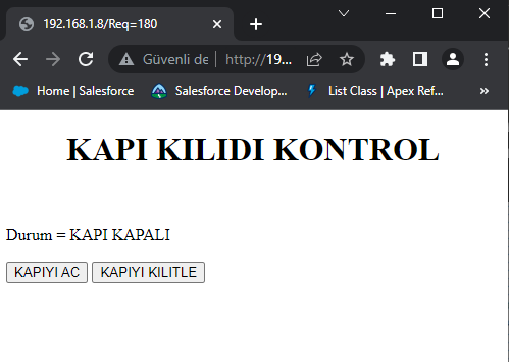 192.168.1.8/Req=180
Güvenli de
http://19...
Home | Salesforce
Salesforce Develop...
List Class | Apex Ref...
KAPI KILIDI KONTROL
Durum = KAPI KAPALI
KAPIYI AC
KAPIYI KILITLE